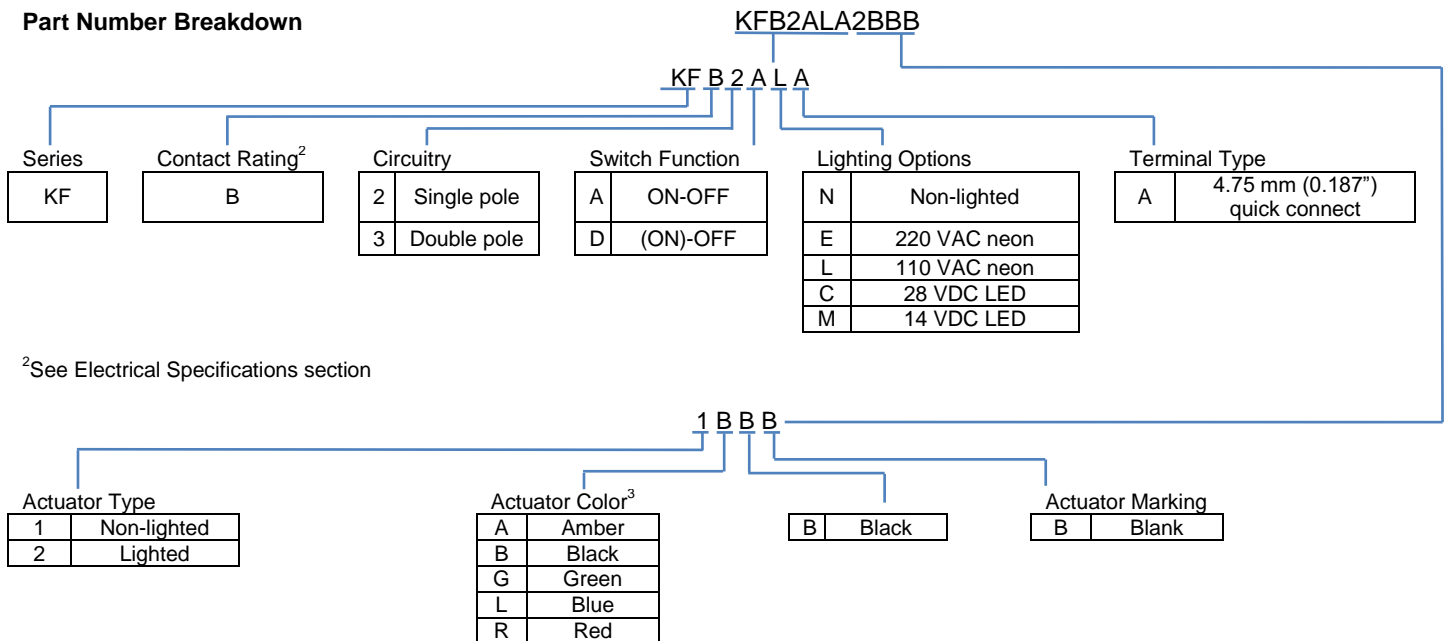 Part Number Breakdown
KFB2ALA2BBB
KF B 2 A L A
Series
KF
Contact Rating2
B
Circuitry
2 Single pole
3 Double pole
Switch Function
A ON-OFF
D (ON)-OFF
Lighting Options
N Non-lighted
E 220 VAC neon
L 110 VAC neon
C 28 VDC LED
M 14 VDC LED
Terminal Type
A 4.75 mm (0.187”)
quick connect
2See Electrical Specifications section
1 B B B
Actuator Type
1 Non-lighted
2 Lighted
Actuator Color3
A Amber
B Black
G Green
L Blue
R Red
B Black
Actuator Marking
B Blank